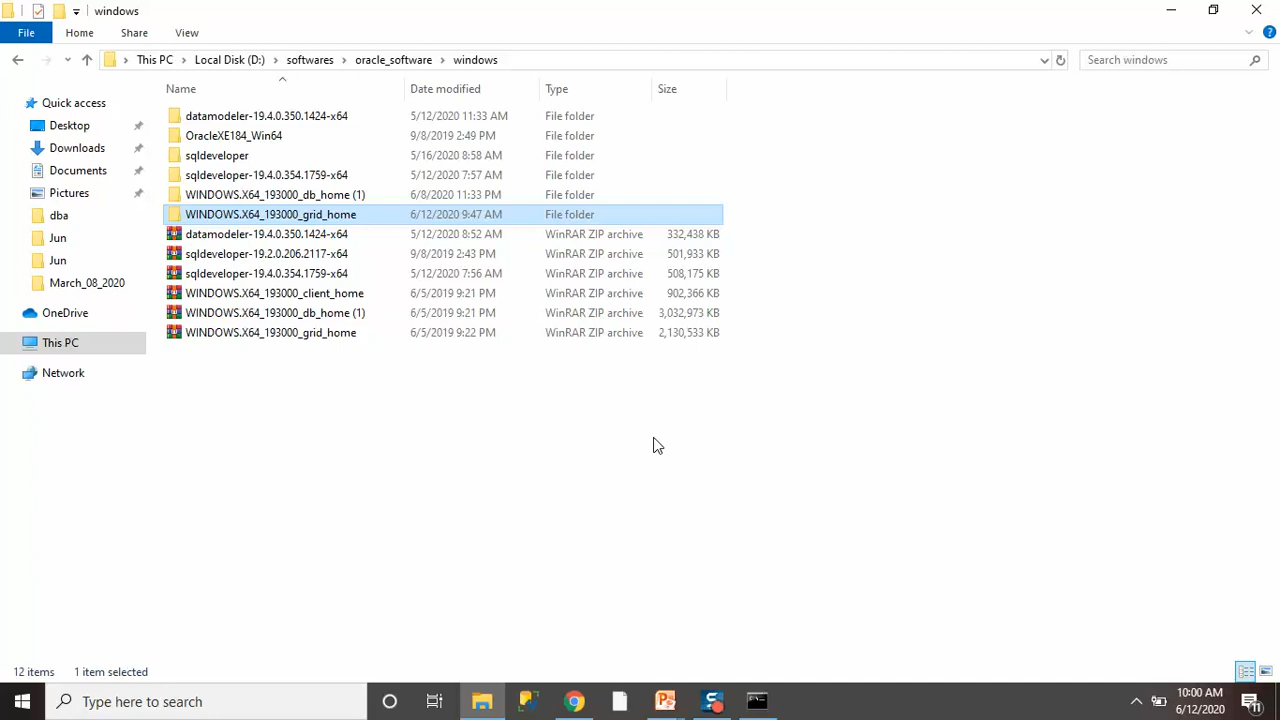 windows
File Home Share View
This PC > Local Disk (D:) > softwares > oracle_software > windows
Search windows
Name Date modified Type Size
Quick access
Desktop
Downloads
Documents
Pictures
dba
Jun
Jun
March_08_2020
OneDrive
This PC
Network
datamodeler-19.4.0.350.1424-x64 5/12/2020 11:33 AM File folder
OracleXE184_Win64 9/8/2019 2:49 PM File folder
sqldeveloper 5/16/2020 8:58 AM File folder
sqldeveloper-19.4.0.354.1759-x64 5/12/2020 7:57 AM File folder
WINDOWS.X64_193000_db_home (1) 6/8/2020 11:33 PM File folder
WINDOWS.X64_193000_grid_home 6/12/2020 9:47 AM File folder
datamodeler-19.4.0.350.1424-x64 5/12/2020 8:52 AM WinRAR ZIP archive 332,438 KB
sqldeveloper-19.2.0.206.2117-x64 9/8/2019 2:43 PM WinRAR ZIP archive 501,933 KB
sqldeveloper-19.4.0.354.1759-x64 5/12/2020 7:56 AM WinRAR ZIP archive 508,175 KB
WINDOWS.X64_193000_client_home 6/5/2019 9:21 PM WinRAR ZIP archive 902,366 KB
WINDOWS.X64_193000_db_home (1) 6/5/2019 9:21 PM WinRAR ZIP archive 3,032,973 KB
WINDOWS.X64_193000_grid_home 6/5/2019 9:22 PM WinRAR ZIP archive 2,130,533 KB
12 items 1 item selected
Type here to search
10:00 AM
6/12/2020
11